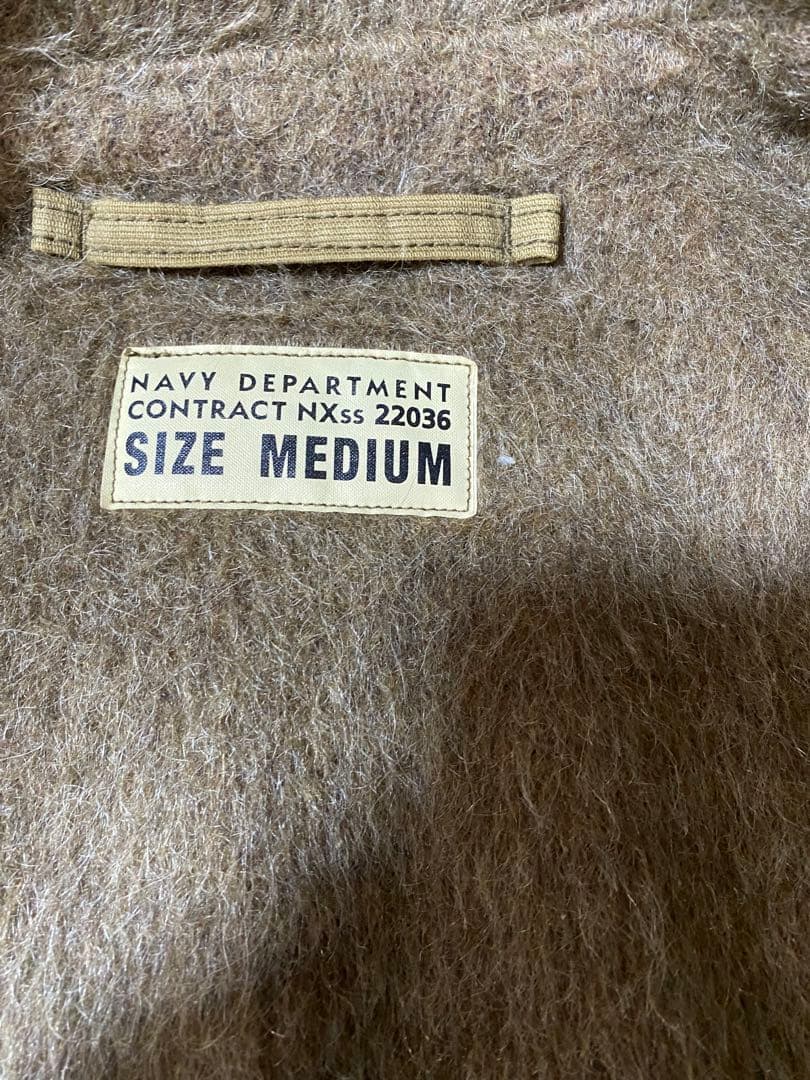 NAVY DEPARTMENT
CONTRACT NXss 22036
SIZE MEDIUM